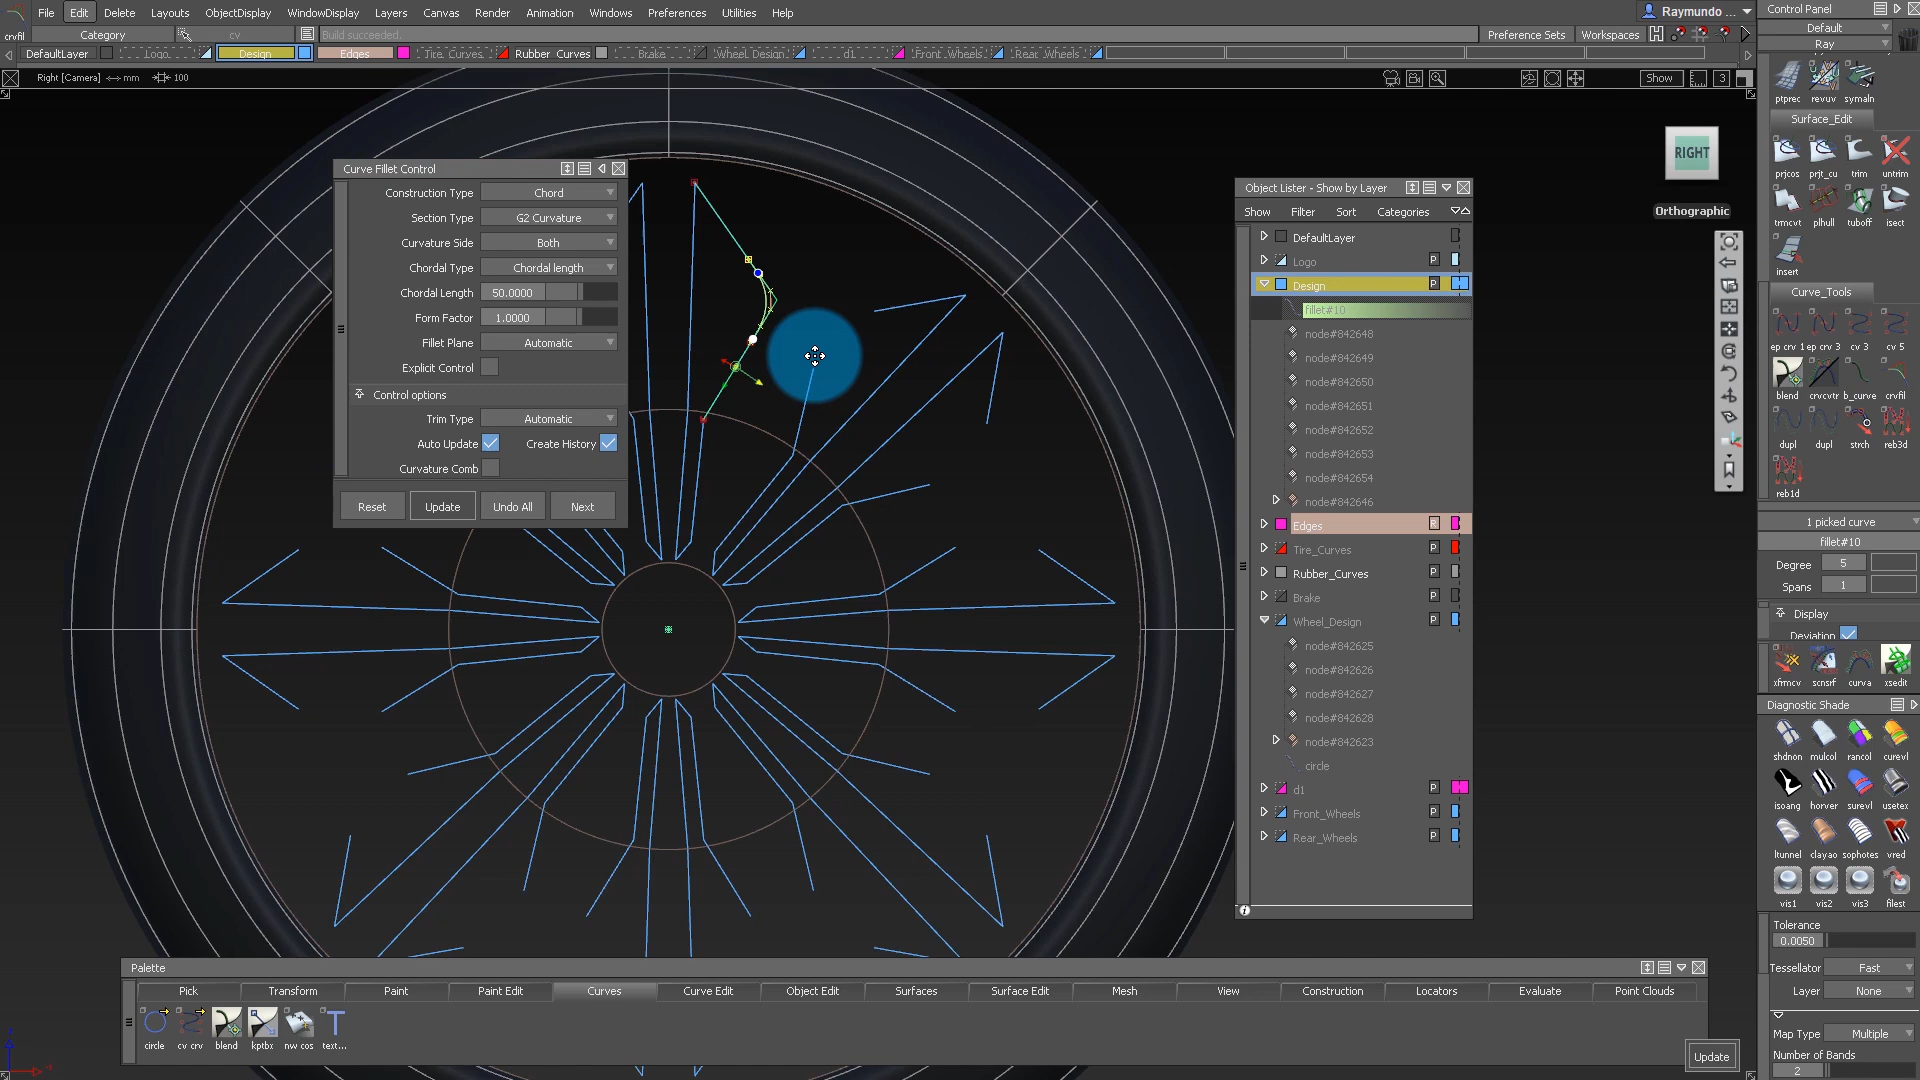 File Edit Delete Layouts ObjectDisplay WindowDisplay Layers Canvas Render Animation Windows Preferences Utilities Help
Raymundo ...
crvfil Category cv Build succeeded. Preference Sets Workspaces
DefaultLayer Logo Design Edges Tire_Curves Rubber_Curves Brake Wheel_Design d1 Front_Wheels Rear_Wheels
Right [Camera] mm 100 Show 3
Curve Fillet Control
Construction Type Chord
Section Type G2 Curvature
Curvature Side Both
Chordal Type Chordal length
Chordal Length 50.0000
Form Factor 1.0000
Fillet Plane Automatic
Explicit Control
Control options
Trim Type Automatic
Auto Update Create History
Curvature Comb
Reset Update Undo All Next
Object Lister - Show by Layer
Show Filter Sort Categories
DefaultLayer
Logo P
Design P
fillet#10
node#842648
node#842649
node#842650
node#842651
node#842652
node#842653
node#842654
node#842646
Edges R
Tire_Curves P
Rubber_Curves P
Brake P
Wheel_Design P
node#842625
node#842626
node#842627
node#842628
node#842623
circle
d1 P
Front_Wheels P
Rear_Wheels P
RIGHT
Orthographic
Control Panel
Default
Ray
ptprec revuv symaln
Surface_Edit
prjcos prjt_cu trim untrim
trmcvt plhull tuboff isect
insert
Curve_Tools
ep crv 1 ep crv 3 cv 3 cv 5
blend crvcvtr b_curve crvfil
dupl dupl strch reb3d
reb1d
1 picked curve
fillet#10
Degree 5
Spans 1
Display
Deviation
xfrmcv scnsrf curva xsedit
Diagnostic Shade
shdnon mulcol rancol curevl
isoang horver surevl usetex
ltunnel clayao sophotes vred
vis1 vis2 vis3 filest
Tolerance
0.0050
Tessellator Fast
Layer None
Map Type Multiple
Number of Bands
2
Palette
Pick Transform Paint Paint Edit Curves Curve Edit Object Edit Surfaces Surface Edit Mesh View Construction Locators Evaluate Point Clouds
circle cv crv blend kptbx nw cos text...
Update